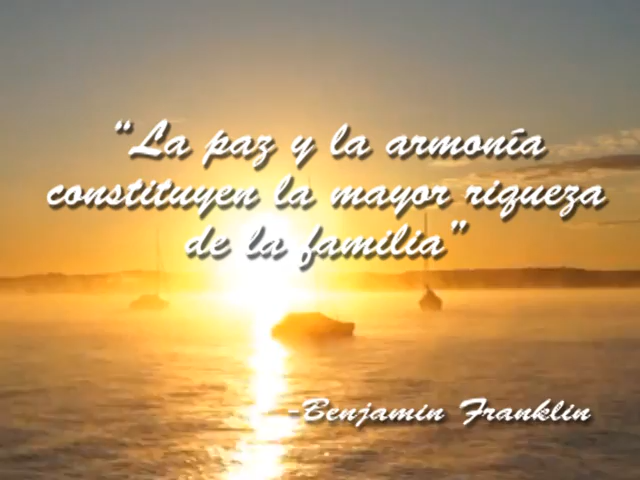 “La paz y la armonía
constituyen la mayor riqueza
de la familia”
-Benjamin Franklin